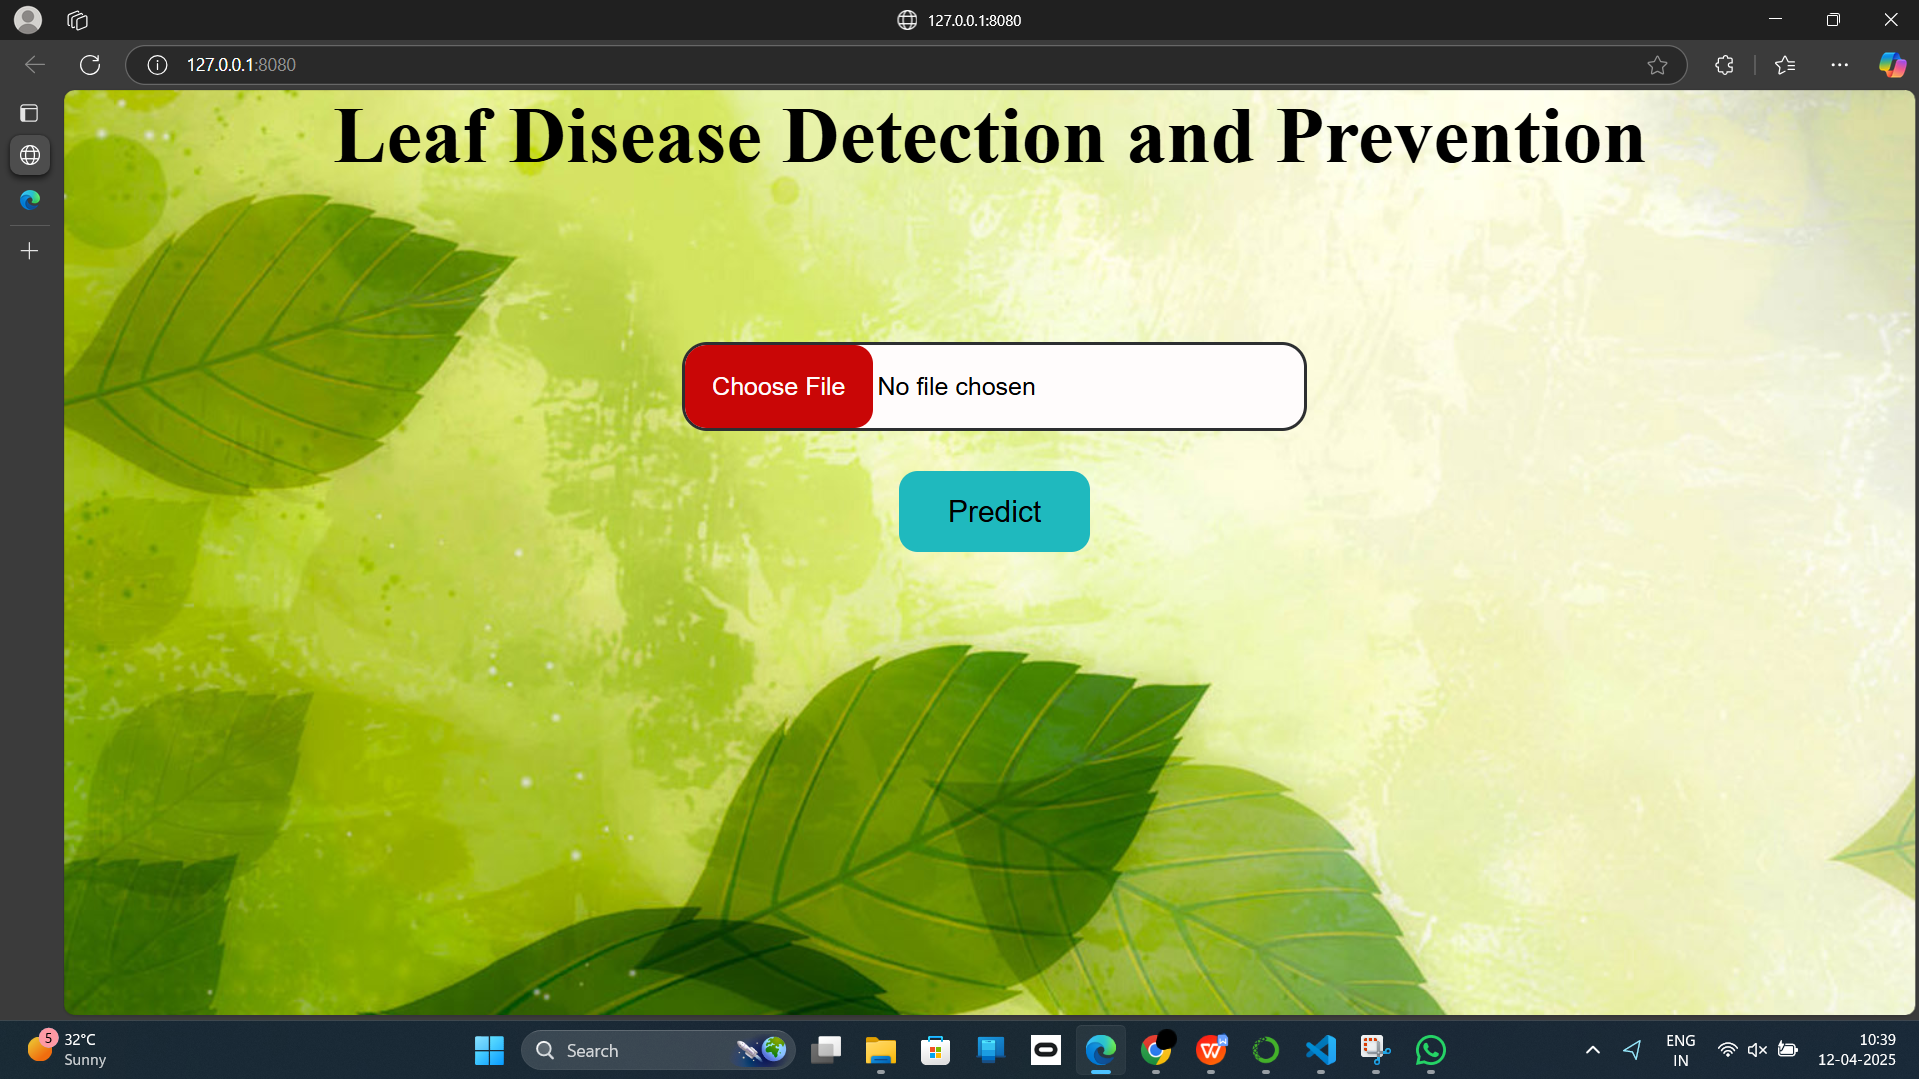 127.0.0.1:8080
127.0.0.1:8080
Leaf Disease Detection and Prevention
Choose File No file chosen
Predict
5
32°C
Sunny
Search
W
W
ENG
IN
10:39
12-04-2025